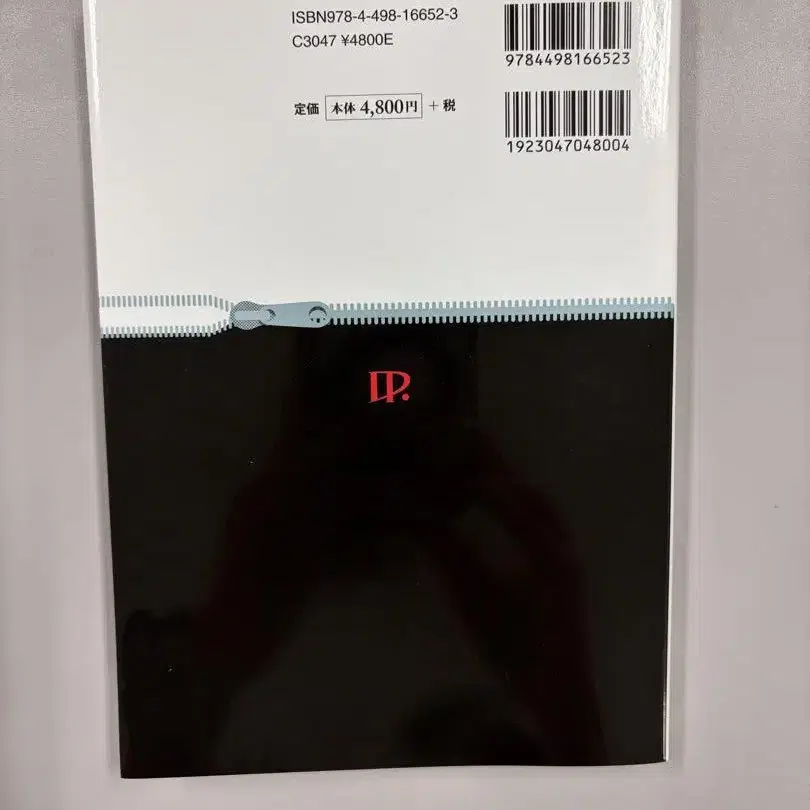 ISBN978-4-498-16652-3
C3047 ¥4800E
9784498166523
定価 本体 4,800円 + 税
1923047048004
IP.